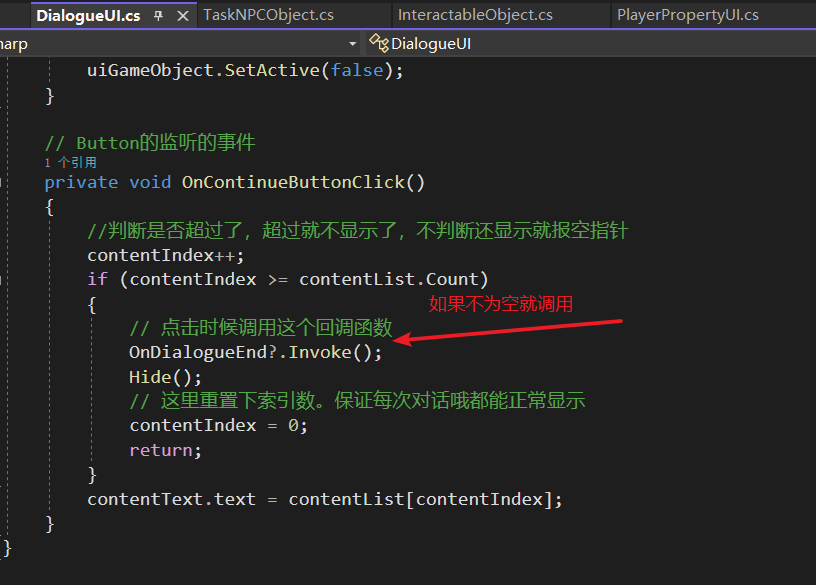 DialogueUI.cs TaskNPCObject.cs InteractableObject.cs PlayerPropertyUI.cs
harp DialogueUI
uiGameObject.SetActive(false);
}
// Button的监听的事件
1 个引用
private void OnContinueButtonClick()
{
//判断是否超过了，超过就不显示了，不判断还显示就报空指针
contentIndex++;
if (contentIndex >= contentList.Count)
{
如果不为空就调用
// 点击时候调用这个回调函数
OnDialogueEnd?.Invoke();
Hide();
// 这里重置下索引数。保证每次对话哦都能正常显示
contentIndex = 0;
return;
}
contentText.text = contentList[contentIndex];
}
}